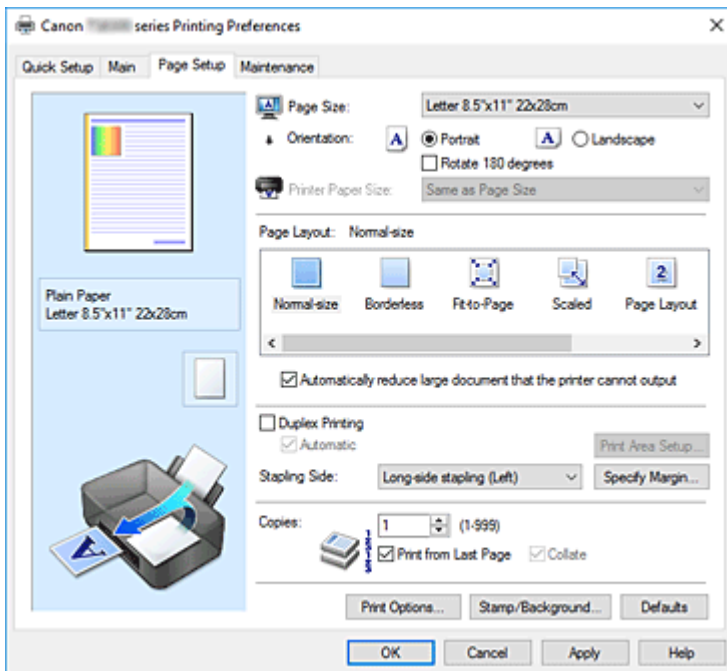 Canon series Printing Preferences
Quick Setup Main Page Setup Maintenance
Page Size: Letter 8.5"x11" 22x28cm
Orientation: A Portrait A Landscape
Rotate 180 degrees
Printer Paper Size: Same as Page Size
Page Layout: Normal-size
2
Normal-size Borderless Fit-to-Page Scaled Page Layout
Plain Paper
Letter 8.5"x11" 22x28cm
Automatically reduce large document that the printer cannot output
Duplex Printing
Automatic
Print Area Setup...
Stapling Side: Long-side stapling (Left) Specify Margin...
Copies: 1 (1-999)
Print from Last Page Collate
A
Print Options... Stamp/Background... Defaults
OK Cancel Apply Help